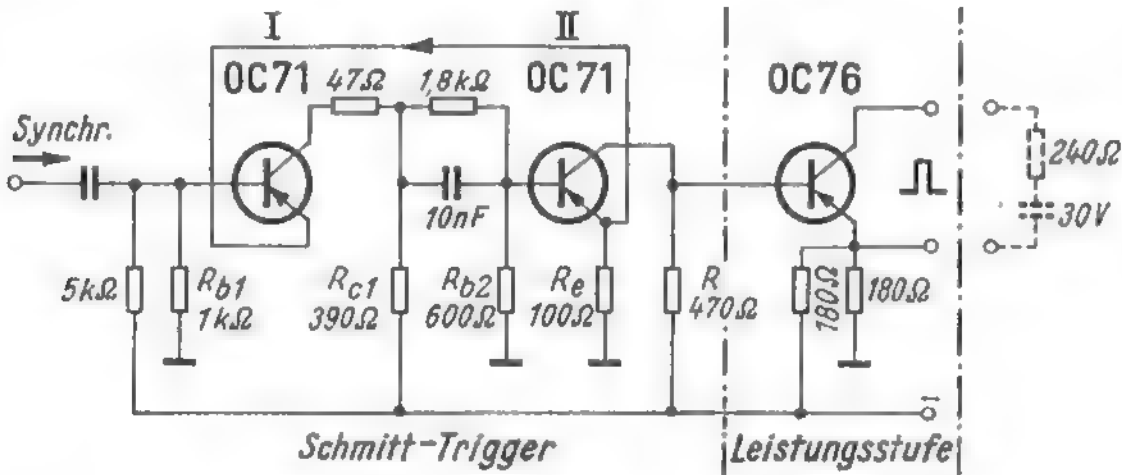 I
II
OC71
47Ω
1,8kΩ
OC71
OC76
Synchr.
10nF
240Ω
30V
5kΩ
Rb1
1kΩ
Rc1
390Ω
Rb2
600Ω
Re
100Ω
R
470Ω
180Ω
180Ω
Schmitt-Trigger
Leistungsstufe
-